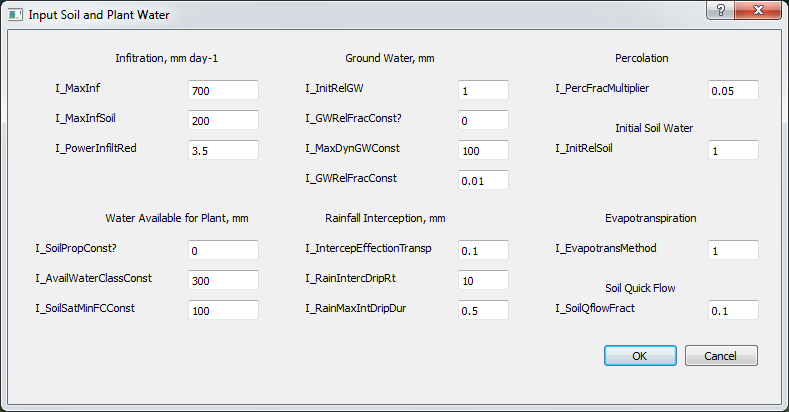 Input Soil and Plant Water
?
Infitration, mm day-1
I_MaxInf 700
I_MaxInfSoil 200
I_PowerInfiltRed 3.5
Ground Water, mm
I_InitRelGW 1
I_GWRelFracConst? 0
I_MaxDynGWConst 100
I_GWRelFracConst 0.01
Percolation
I_PercFracMultiplier 0.05
Initial Soil Water
I_InitRelSoil 1
Water Available for Plant, mm
I_SoilPropConst? 0
I_AvailWaterClassConst 300
I_SoilSatMinFCConst 100
Rainfall Interception, mm
I_IntercepEffectionTransp 0.1
I_RainIntercDripRt 10
I_RainMaxIntDripDur 0.5
Evapotranspiration
I_EvapotransMethod 1
Soil Quick Flow
I_SoilQflowFract 0.1
OK Cancel